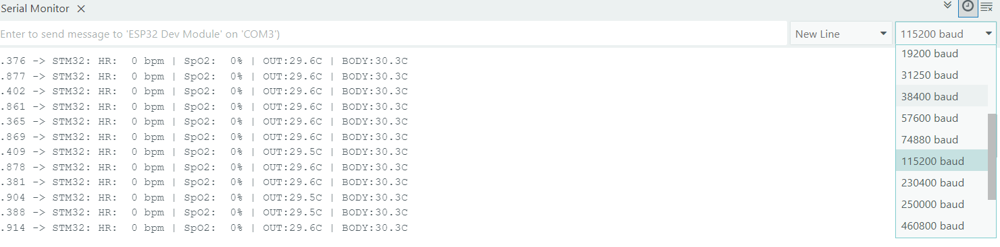 Serial Monitor
Enter to send message to 'ESP32 Dev Module' on 'COM3')
New Line
115200 baud
.376 -> STM32: HR:  0 bpm | SpO2:  0% | OUT:29.6C | BODY:30.3C
.877 -> STM32: HR:  0 bpm | SpO2:  0% | OUT:29.6C | BODY:30.3C
.402 -> STM32: HR:  0 bpm | SpO2:  0% | OUT:29.6C | BODY:30.3C
.861 -> STM32: HR:  0 bpm | SpO2:  0% | OUT:29.6C | BODY:30.3C
.365 -> STM32: HR:  0 bpm | SpO2:  0% | OUT:29.6C | BODY:30.3C
.869 -> STM32: HR:  0 bpm | SpO2:  0% | OUT:29.6C | BODY:30.3C
.409 -> STM32: HR:  0 bpm | SpO2:  0% | OUT:29.5C | BODY:30.3C
.878 -> STM32: HR:  0 bpm | SpO2:  0% | OUT:29.6C | BODY:30.3C
.381 -> STM32: HR:  0 bpm | SpO2:  0% | OUT:29.6C | BODY:30.3C
.904 -> STM32: HR:  0 bpm | SpO2:  0% | OUT:29.5C | BODY:30.3C
.388 -> STM32: HR:  0 bpm | SpO2:  0% | OUT:29.5C | BODY:30.3C
.914 -> STM32: HR:  0 bpm | SpO2:  0% | OUT:29.6C | BODY:30.3C
19200 baud
31250 baud
38400 baud
57600 baud
74880 baud
115200 baud
230400 baud
250000 baud
460800 baud